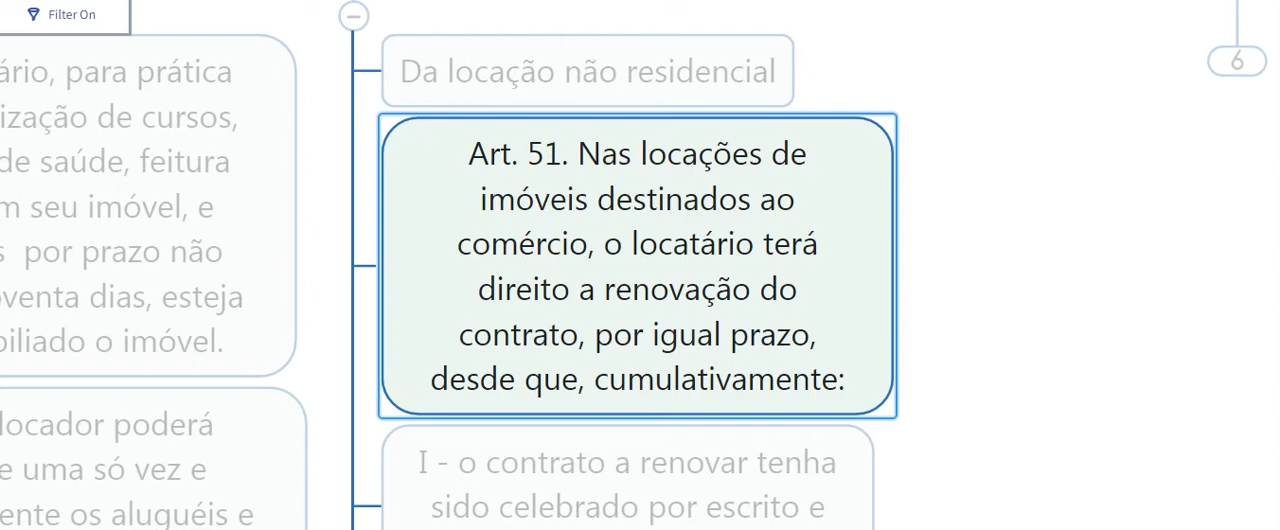 Filter On
ário, para prática
ização de cursos,
de saúde, feitura
m seu imóvel, e
s por prazo não
oventa dias, esteja
biliado o imóvel.
locador poderá
e uma só vez e
ente os aluguéis e
Da locação não residencial
Art. 51. Nas locações de
imóveis destinados ao
comércio, o locatário terá
direito a renovação do
contrato, por igual prazo,
desde que, cumulativamente:
I - o contrato a renovar tenha
sido celebrado por escrito e
6